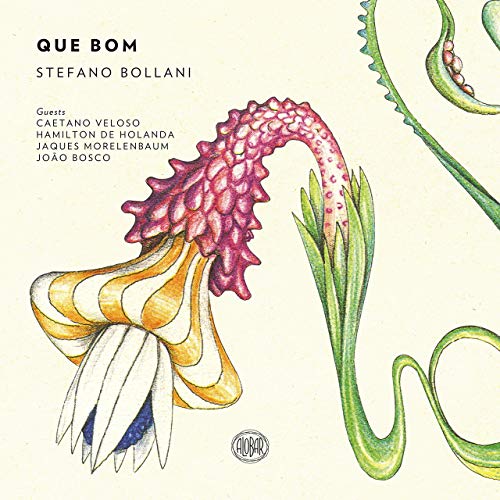 QUE BOM
STEFANO BOLLANI
Guests
CAETANO VELOSO
HAMILTON DE HOLANDA
JAQUES MORELENBAUM
JOÃO BOSCO
ALOBAR